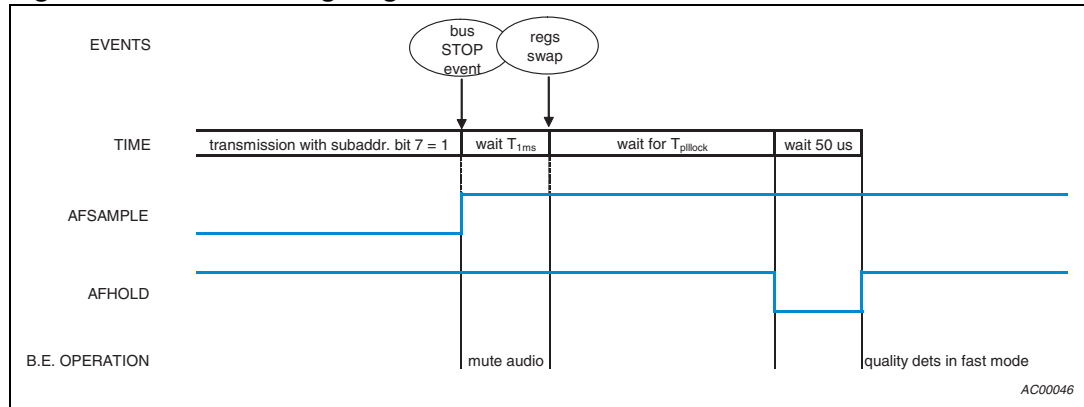 EVENTS
bus
STOP
event
regs
swap
TIME
transmission with subaddr. bit 7 = 1
wait T1ms
wait for Tplllock
wait 50 us
AFSAMPLE
AFHOLD
B.E. OPERATION
mute audio
quality dets in fast mode
AC00046